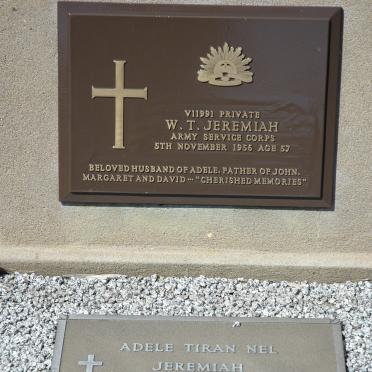 V11991 PRIVATE
W. T. JEREMIAH
ARMY SERVICE CORPS
5TH NOVEMBER 1956 AGE 57
BELOVED HUSBAND OF ADELE. FATHER OF JOHN.
MARGARET AND DAVID — "CHERISHED MEMORIES"
ADELE TIRAN NEL
JEREMIAH